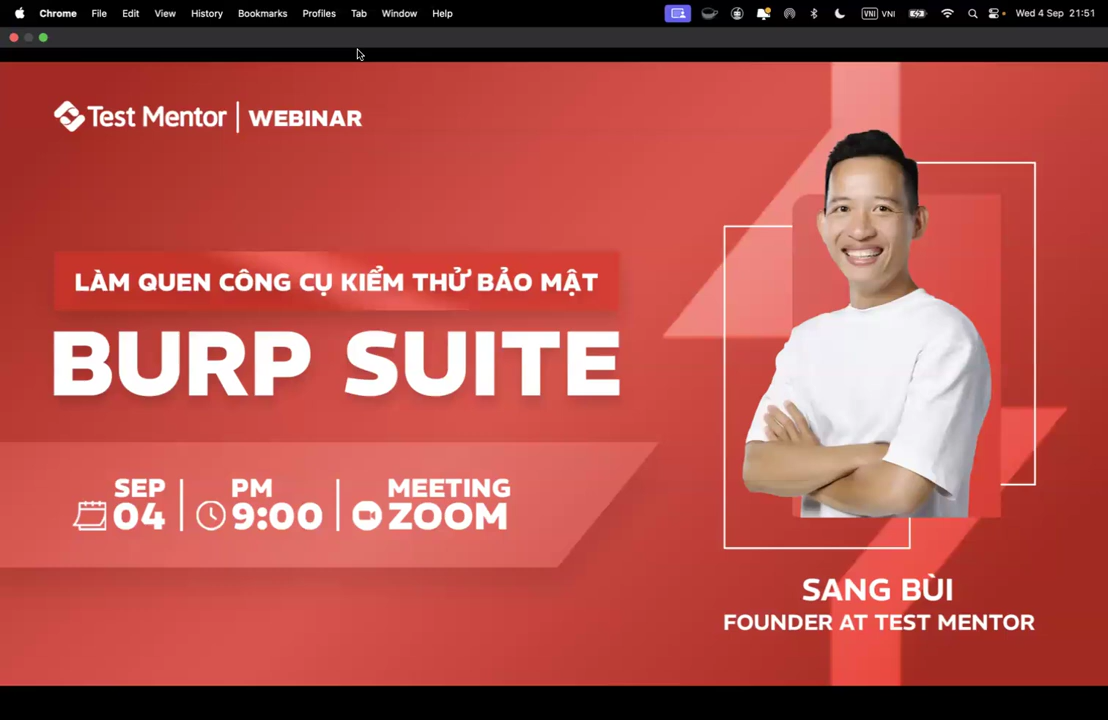 Chrome File Edit View History Bookmarks Profiles Tab Window Help
VNI VNI Wed 4 Sep 21:51
Test Mentor | WEBINAR
LÀM QUEN CÔNG CỤ KIỂM THỬ BẢO MẬT
BURP SUITE
SEP
04
PM
9:00
MEETING
ZOOM
SANG BÙI
FOUNDER AT TEST MENTOR